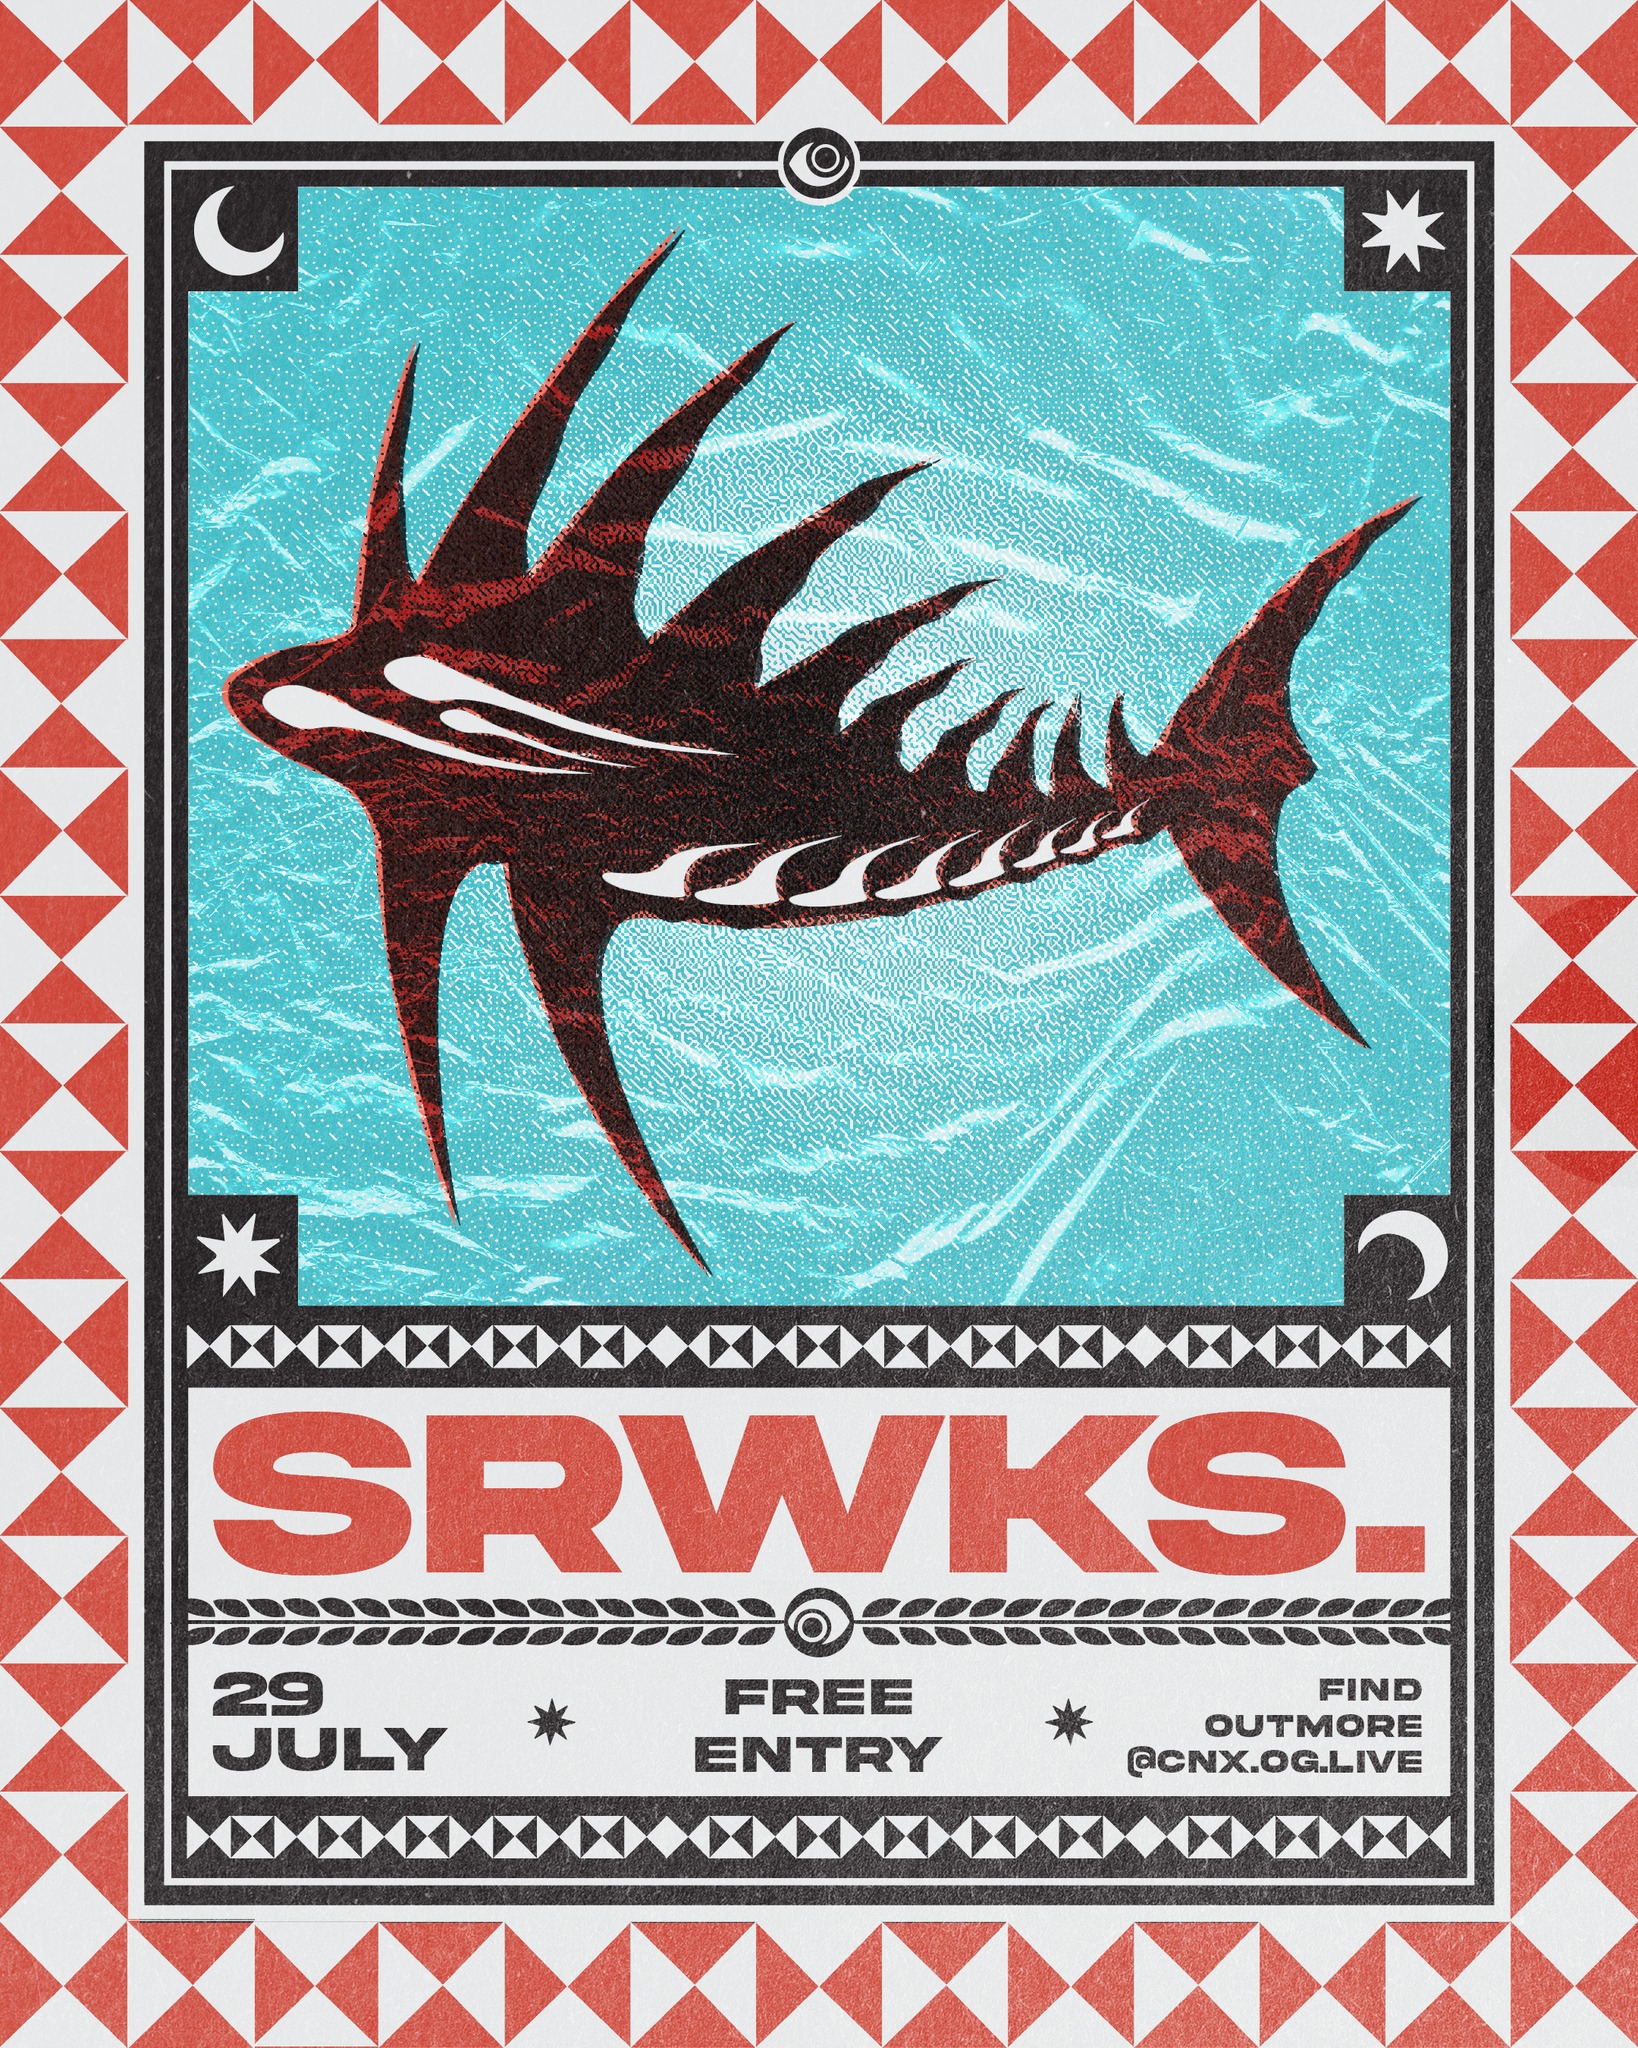 SRWKS.
29
JULY
FREE
ENTRY
FIND
OUTMORE
@CNX.OG.LIVE